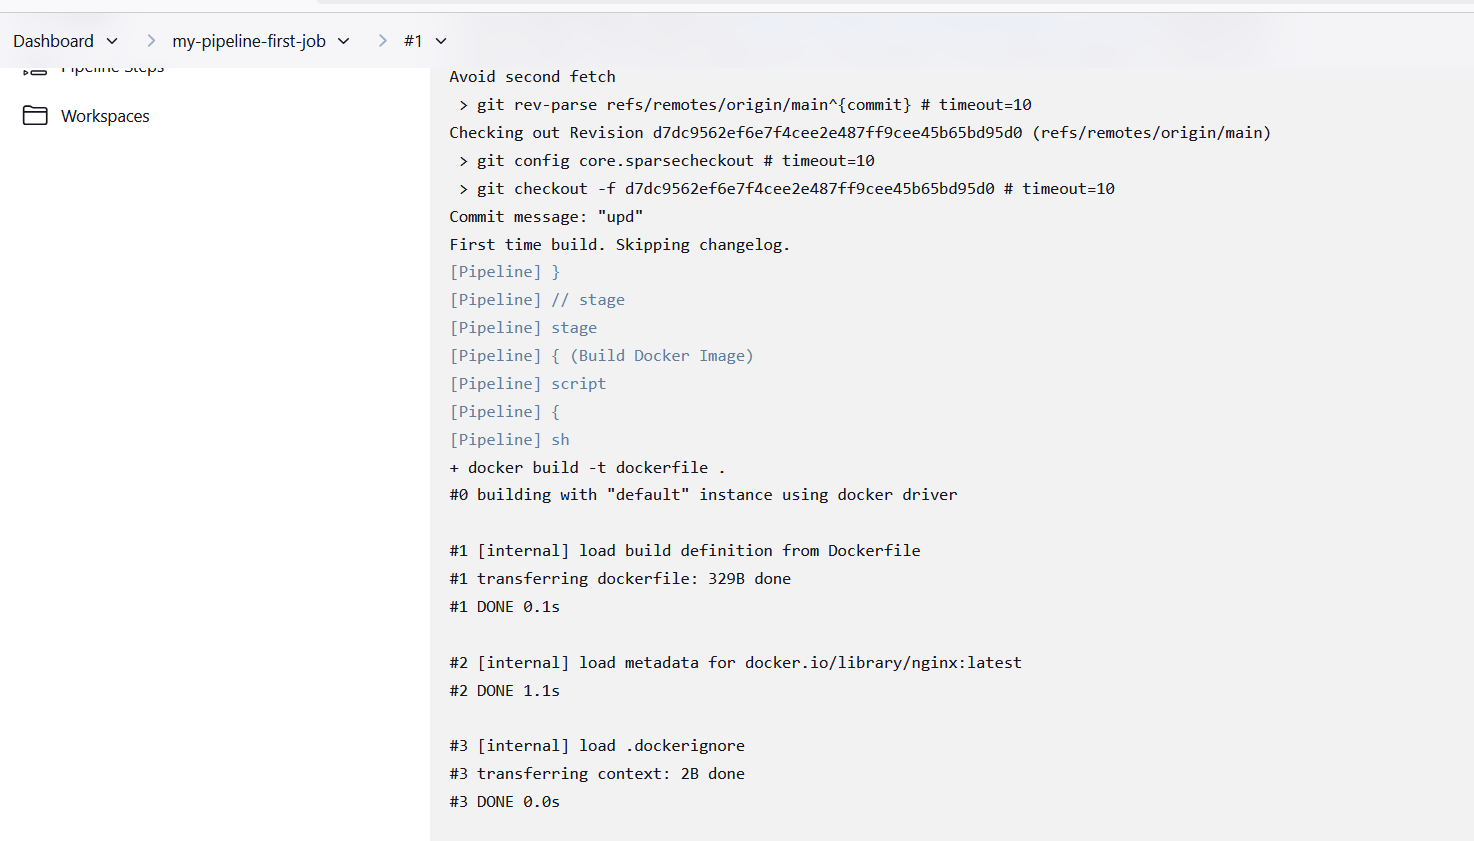 Dashboard
my-pipeline-first-job
#1
Pipeline Steps
Workspaces
Avoid second fetch
> git rev-parse refs/remotes/origin/main^{commit} # timeout=10
Checking out Revision d7dc9562ef6e7f4cee2e487ff9cee45b65bd95d0 (refs/remotes/origin/main)
> git config core.sparsecheckout # timeout=10
> git checkout -f d7dc9562ef6e7f4cee2e487ff9cee45b65bd95d0 # timeout=10
Commit message: "upd"
First time build. Skipping changelog.
[Pipeline] }
[Pipeline] // stage
[Pipeline] stage
[Pipeline] { (Build Docker Image)
[Pipeline] script
[Pipeline] {
[Pipeline] sh
+ docker build -t dockerfile .
#0 building with "default" instance using docker driver
#1 [internal] load build definition from Dockerfile
#1 transferring dockerfile: 329B done
#1 DONE 0.1s
#2 [internal] load metadata for docker.io/library/nginx:latest
#2 DONE 1.1s
#3 [internal] load .dockerignore
#3 transferring context: 2B done
#3 DONE 0.0s